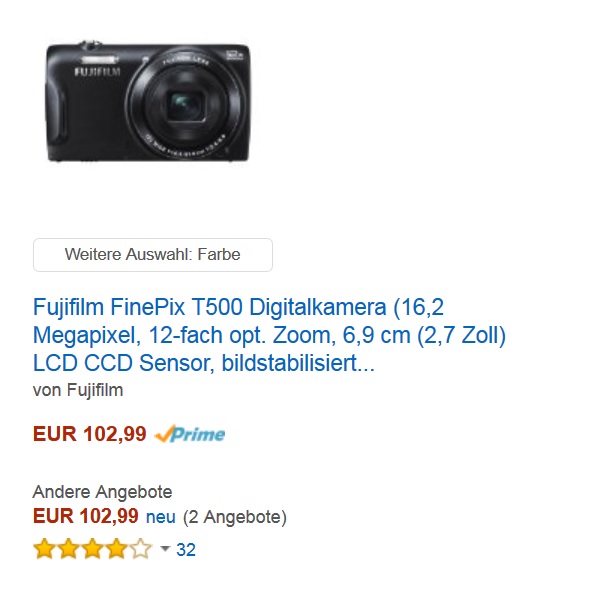 FUJIFILM
Weitere Auswahl: Farbe
Fujifilm FinePix T500 Digitalkamera (16,2
Megapixel, 12-fach opt. Zoom, 6,9 cm (2,7 Zoll)
LCD CCD Sensor, bildstabilisiert...
von Fujifilm
EUR 102,99 Prime
Andere Angebote
EUR 102,99 neu (2 Angebote)
32